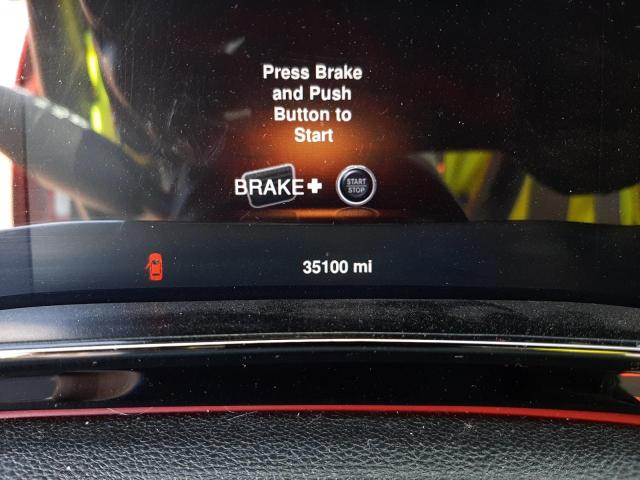 Press Brake
and Push
Button to
Start
BRAKE+
START
STOP
35100 mi